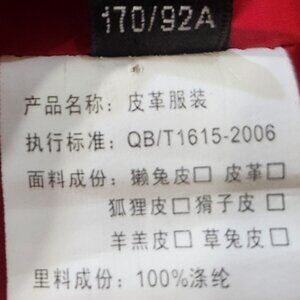 170/92A
产品名称：皮革服装
执行标准：QB/T1615-2006
面料成份：獭兔皮□ 皮革□
狐狸皮□ 猾子皮□
羊羔皮□ 草兔皮□
里料成份：100%涤纶